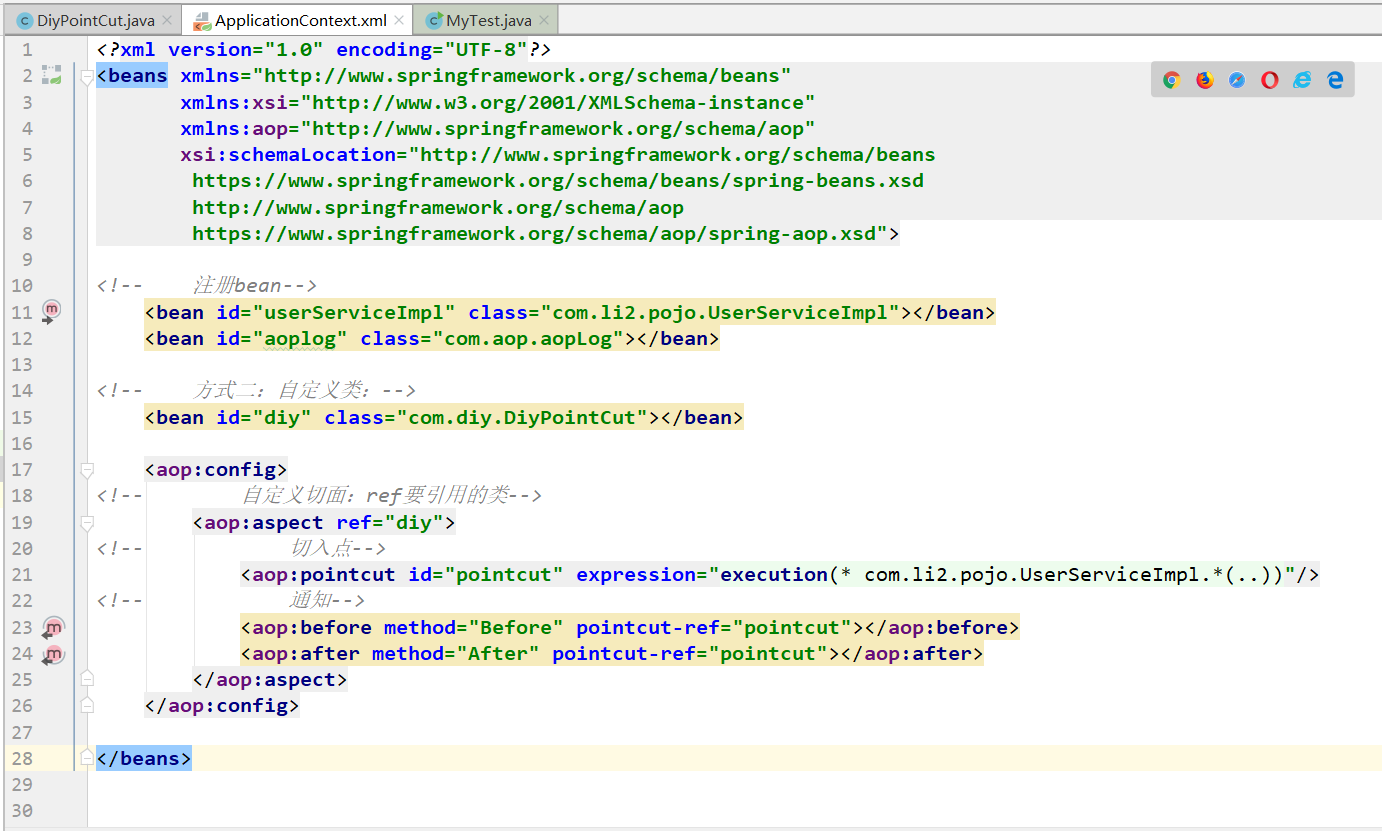 DiyPointCut.java ApplicationContext.xml MyTest.java
1 <?xml version="1.0" encoding="UTF-8"?>
2 <beans xmlns="http://www.springframework.org/schema/beans"
3 xmlns:xsi="http://www.w3.org/2001/XMLSchema-instance"
4 xmlns:aop="http://www.springframework.org/schema/aop"
5 xsi:schemaLocation="http://www.springframework.org/schema/beans
6 https://www.springframework.org/schema/beans/spring-beans.xsd
7 http://www.springframework.org/schema/aop
8 https://www.springframework.org/schema/aop/spring-aop.xsd">
9
10 <!-- 注册bean-->
11 <bean id="userServiceImpl" class="com.li2.pojo.UserServiceImpl"></bean>
12 <bean id="aoplog" class="com.aop.aopLog"></bean>
13
14 <!-- 方式二：自定义类：-->
15 <bean id="diy" class="com.diy.DiyPointCut"></bean>
16
17 <aop:config>
18 <!-- 自定义切面：ref要引用的类-->
19 <aop:aspect ref="diy">
20 <!-- 切入点-->
21 <aop:pointcut id="pointcut" expression="execution(* com.li2.pojo.UserServiceImpl.*(..))"/>
22 <!-- 通知-->
23 <aop:before method="Before" pointcut-ref="pointcut"></aop:before>
24 <aop:after method="After" pointcut-ref="pointcut"></aop:after>
25 </aop:aspect>
26 </aop:config>
27
28 </beans>
29
30